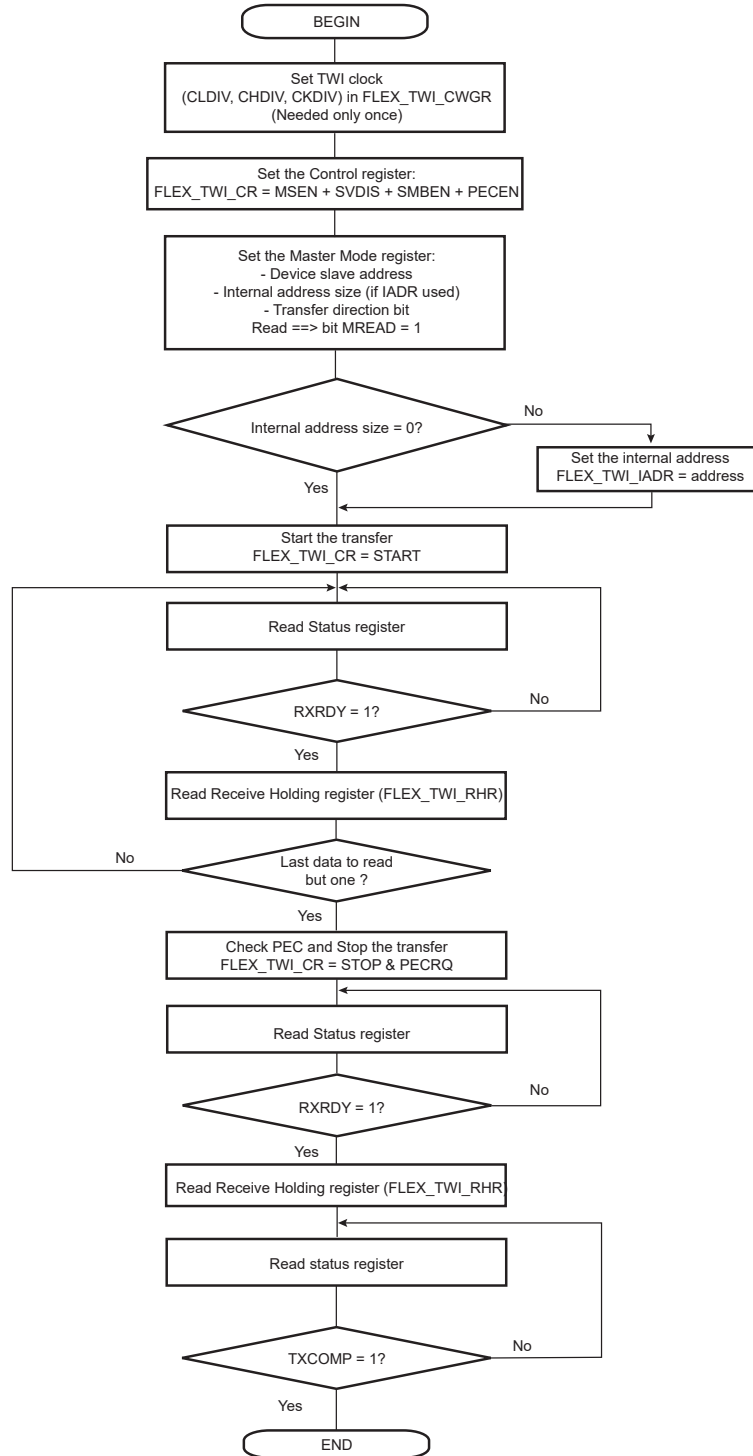 BEGIN
Set TWI clock
(CLDIV, CHDIV, CKDIV) in FLEX_TWI_CWGR
(Needed only once)
Set the Control register:
FLEX_TWI_CR = MSEN + SVDIS + SMBEN + PECEN
Set the Master Mode register:
- Device slave address
- Internal address size (if IADR used)
- Transfer direction bit
Read ==> bit MREAD = 1
Internal address size = 0?
No
Set the internal address
FLEX_TWI_IADR = address
Yes
Start the transfer
FLEX_TWI_CR = START
Read Status register
RXRDY = 1?
No
Yes
Read Receive Holding register (FLEX_TWI_RHR)
Last data to read
but one ?
No
Yes
Check PEC and Stop the transfer
FLEX_TWI_CR = STOP & PECRQ
Read Status register
RXRDY = 1?
No
Yes
Read Receive Holding register (FLEX_TWI_RHR)
Read status register
TXCOMP = 1?
No
Yes
END